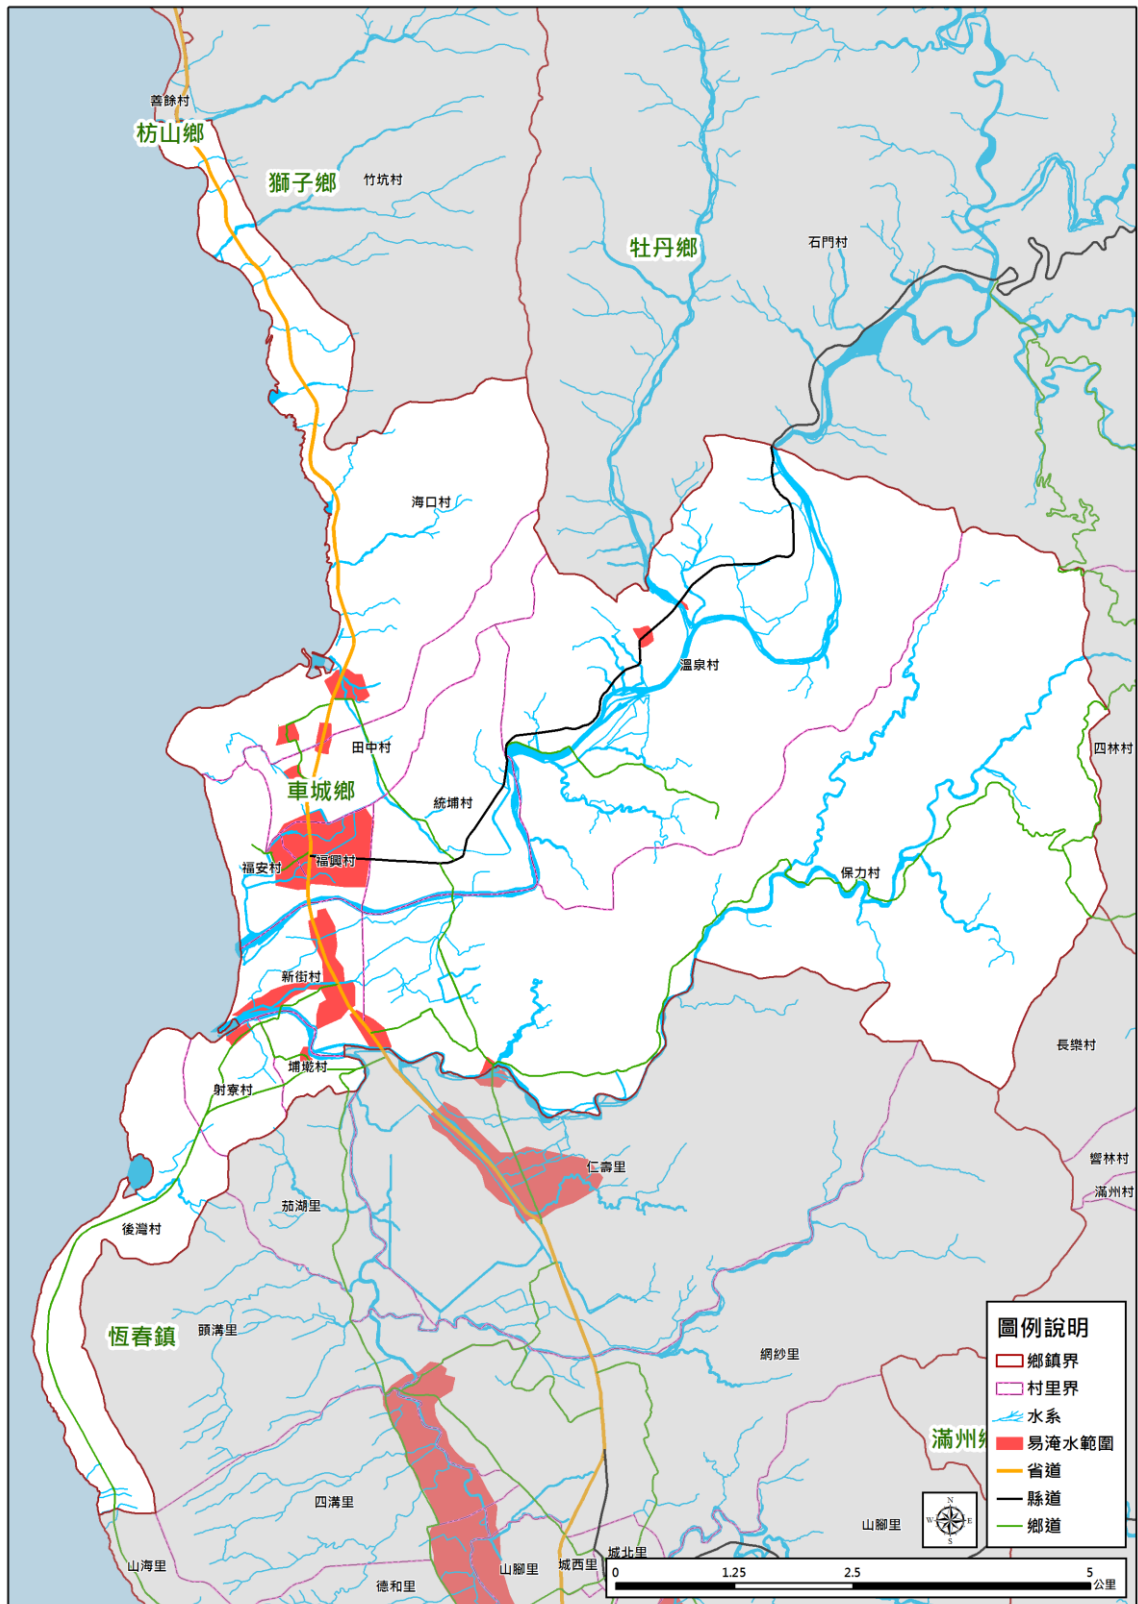 善餘村
枋山鄉
獅子鄉
竹坑村
牡丹鄉
石門村
海口村
溫泉村
田中村
四林村
車城鄉
統埔村
福安村
福興村
保力村
新街村
長樂村
埔墘村
射寮村
仁壽里
響林村
滿州村
茄湖里
後灣村
恆春鎮
頭溝里
網紗里
滿州
四溝里
山腳里
山海里
德和里
山腳里
城西里
城北里
圖例說明
鄉鎮界
村里界
水系
易淹水範圍
省道
縣道
鄉道
N
W
E
S
0 1.25 2.5 5
公里